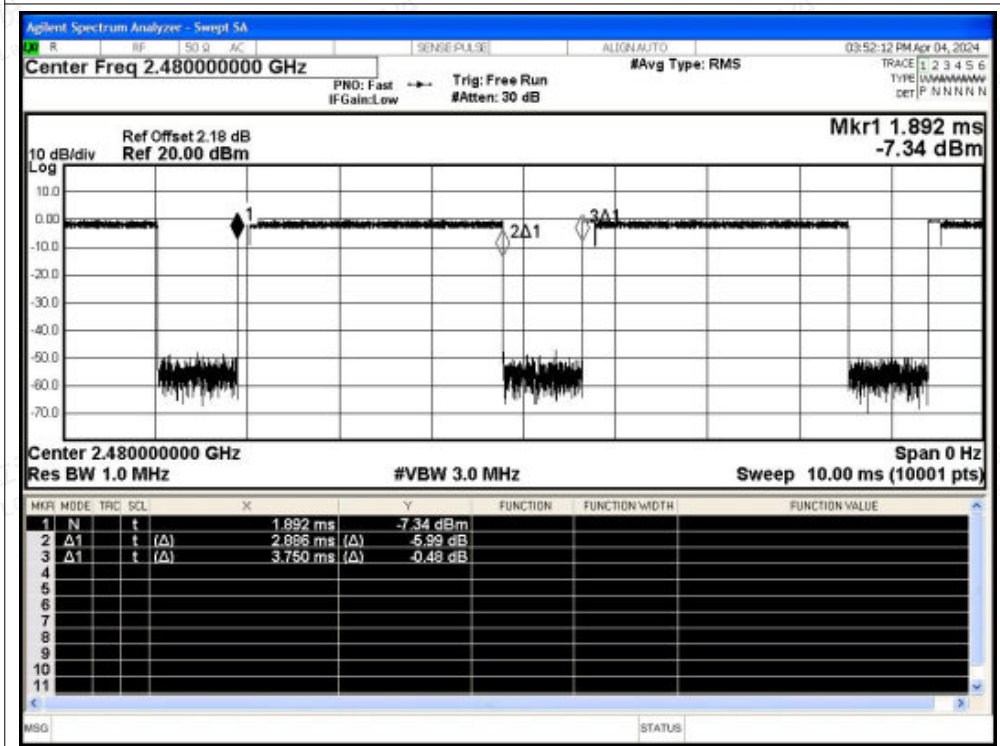 Agilent Spectrum Analyzer - Swept SA
R RF 50 Ω AC SENSE:PULSE ALIGN AUTO 03:52:12 PM Apr 04, 2024
Center Freq 2.480000000 GHz #Avg Type: RMS TRACE 1 2 3 4 5 6
PNO: Fast Trig: Free Run TYPE
IFGain:Low #Atten: 30 dB DET P N N N N N
Mkr1 1.892 ms
Ref Offset 2.18 dB
10 dB/div Ref 20.00 dBm -7.34 dBm
Log
10.0
0.00
1 2Δ1 3Δ1
-10.0
-20.0
-30.0
-40.0
-50.0
-60.0
-70.0
Center 2.480000000 GHz Span 0 Hz
Res BW 1.0 MHz #VBW 3.0 MHz Sweep 10.00 ms (10001 pts)
MKR MODE TRC SCL X Y FUNCTION FUNCTION WIDTH FUNCTION VALUE
1 N t 1.892 ms -7.34 dBm
2 Δ1 t (Δ) 2.886 ms (Δ) -5.99 dB
3 Δ1 t (Δ) 3.750 ms (Δ) -0.48 dB
4
5
6
7
8
9
10
11
MSG STATUS